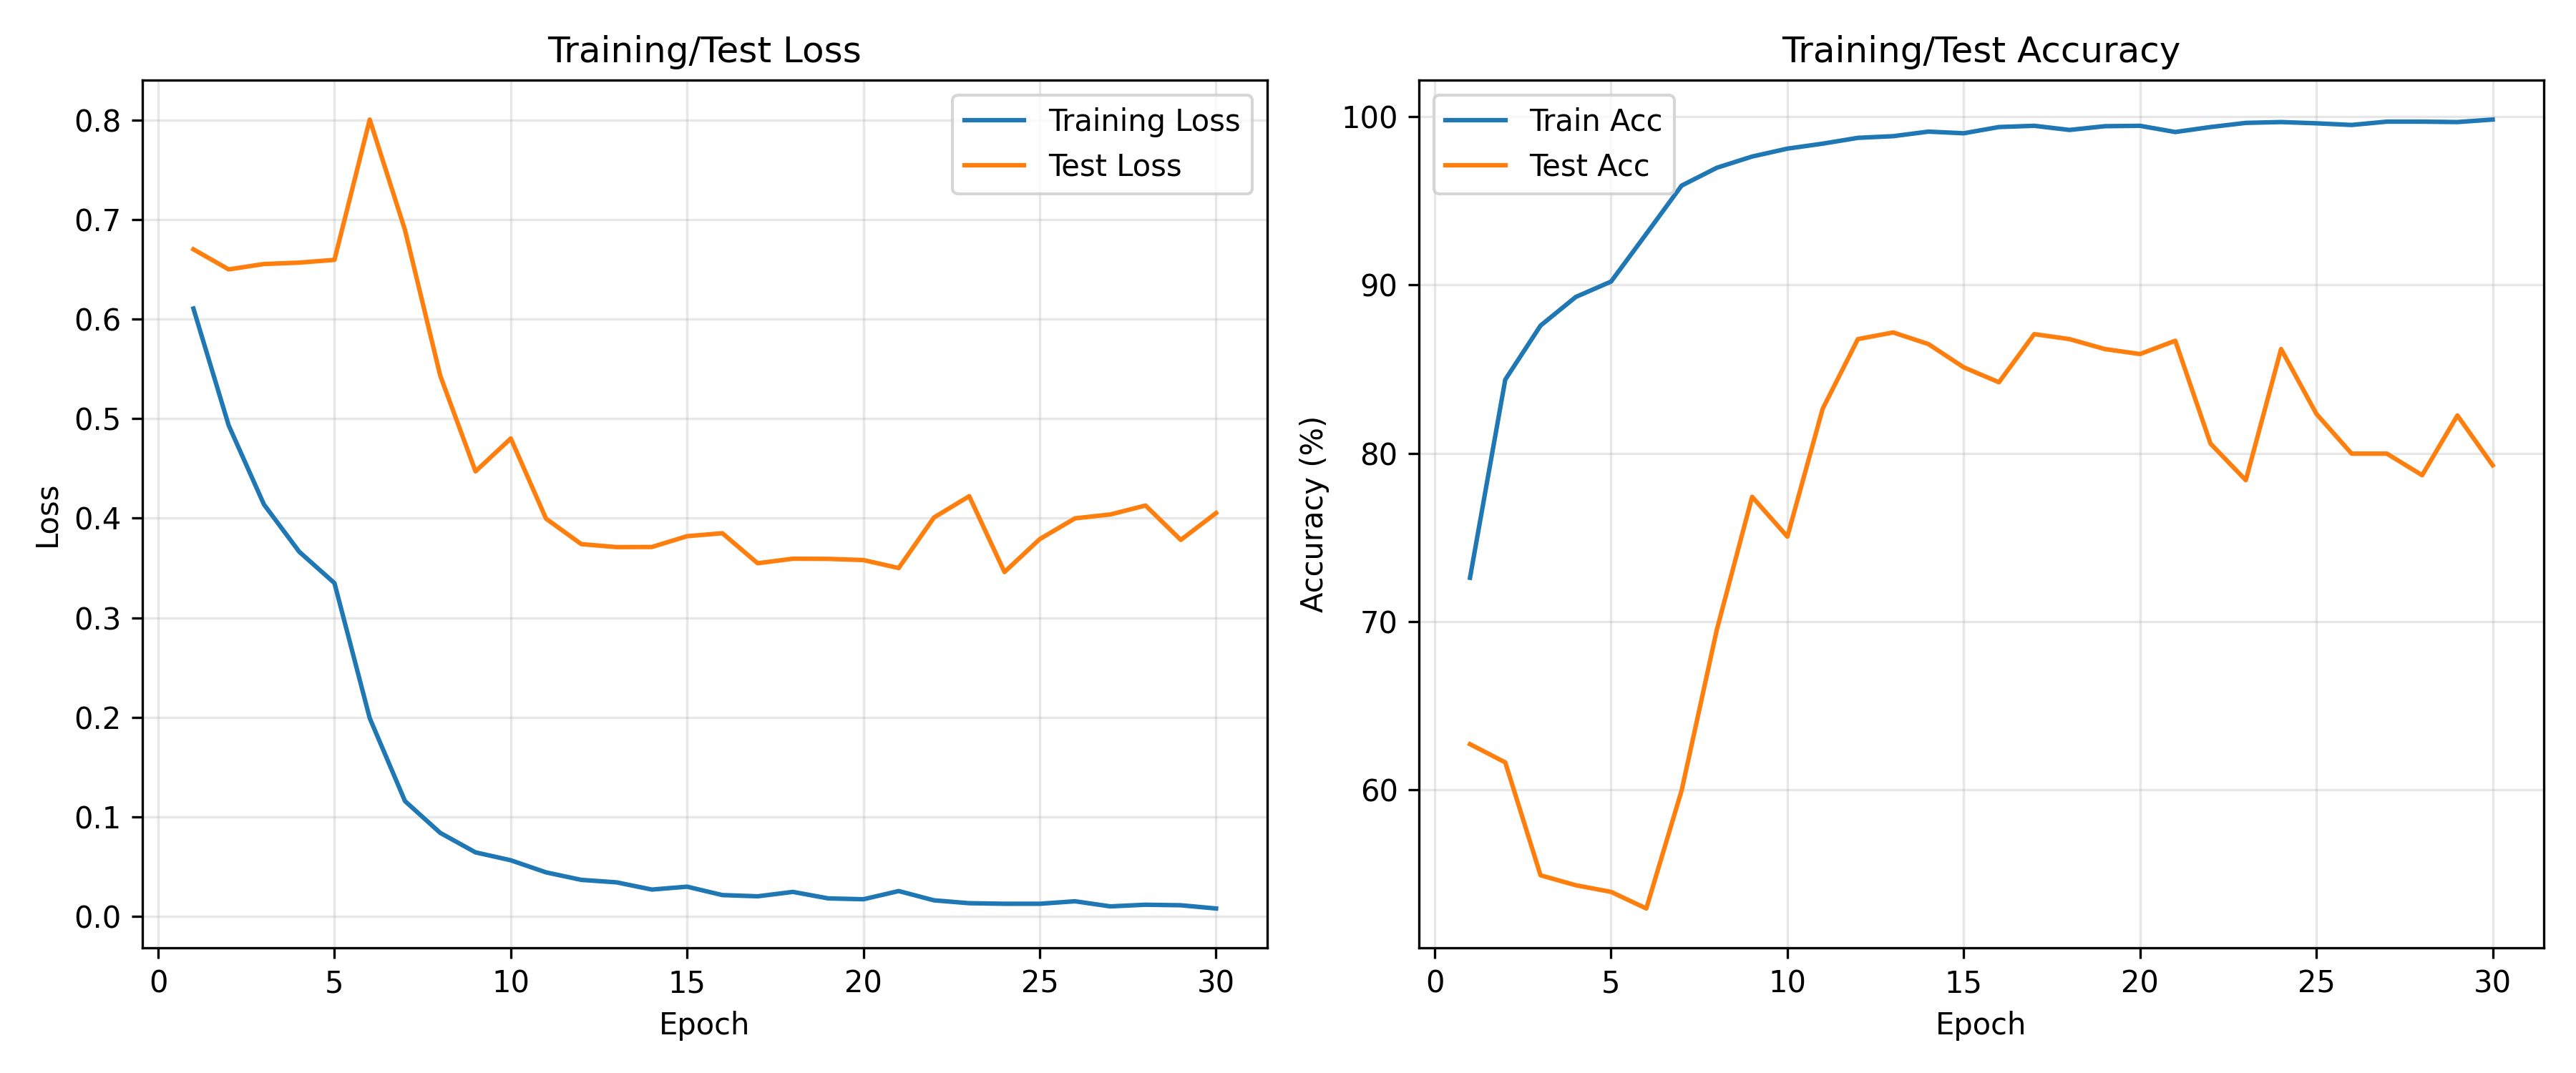 Training/Test Loss
Training Loss
Test Loss
0.8
0.7
0.6
0.5
0.4
0.3
0.2
0.1
0.0
Loss
0 5 10 15 20 25 30
Epoch
Training/Test Accuracy
Train Acc
Test Acc
100
90
80
70
60
Accuracy (%)
0 5 10 15 20 25 30
Epoch